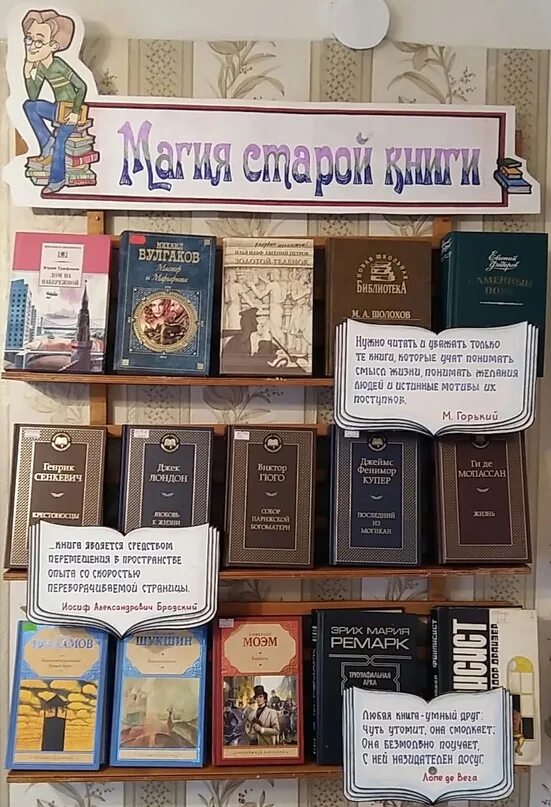 Магия старой книги
Юрий Трифонов
ДОМ НА
НАБЕРЕЖНОЙ
МИХАИЛ
БУЛГАКОВ
Мастер
и Маргарита
ИЛЬЯ ИЛЬФ ЕВГЕНИЙ ПЕТРОВ
ЗОЛОТОЙ ТЕЛЕНОК
НОВАЯ ШКОЛЬНАЯ
БИБЛИОТЕКА
М. А. ШОЛОХОВ
Евгений
Федоров
КАМЕННЫЙ
Нужно читать и уважать только
те книги, которые учат понимать
смысл жизни, понимать желания
людей и истинные мотивы их
поступков.
М. Горький
Генрик
СЕНКЕВИЧ
КРЕСТОНОСЦЫ
Джек
ЛОНДОН
ЛЮБОВЬ
К ЖИЗНИ
Виктор
ГЮГО
СОБОР
ПАРИЖСКОЙ
БОГОМАТЕРИ
Джеймс
Фенимор
КУПЕР
ПОСЛЕДНИЙ
ИЗ
МОГИКАН
Ги де
МОПАССАН
ЖИЗНЬ
...книга является средством
перемещения в пространстве
опыта со скоростью
переворачиваемой страницы.
Иосиф Александрович Бродский
ШУКШИН
МОЭМ
ЭРИХ МАРИЯ
РЕМАРК
ТРИУМФАЛЬНАЯ
АРКА
НСИСТ
Любая книга-умный друг:
Чуть утомит, она смолкает;
Она безмолвно поучает,
С ней назидателен досуг.
Лопе де Вега